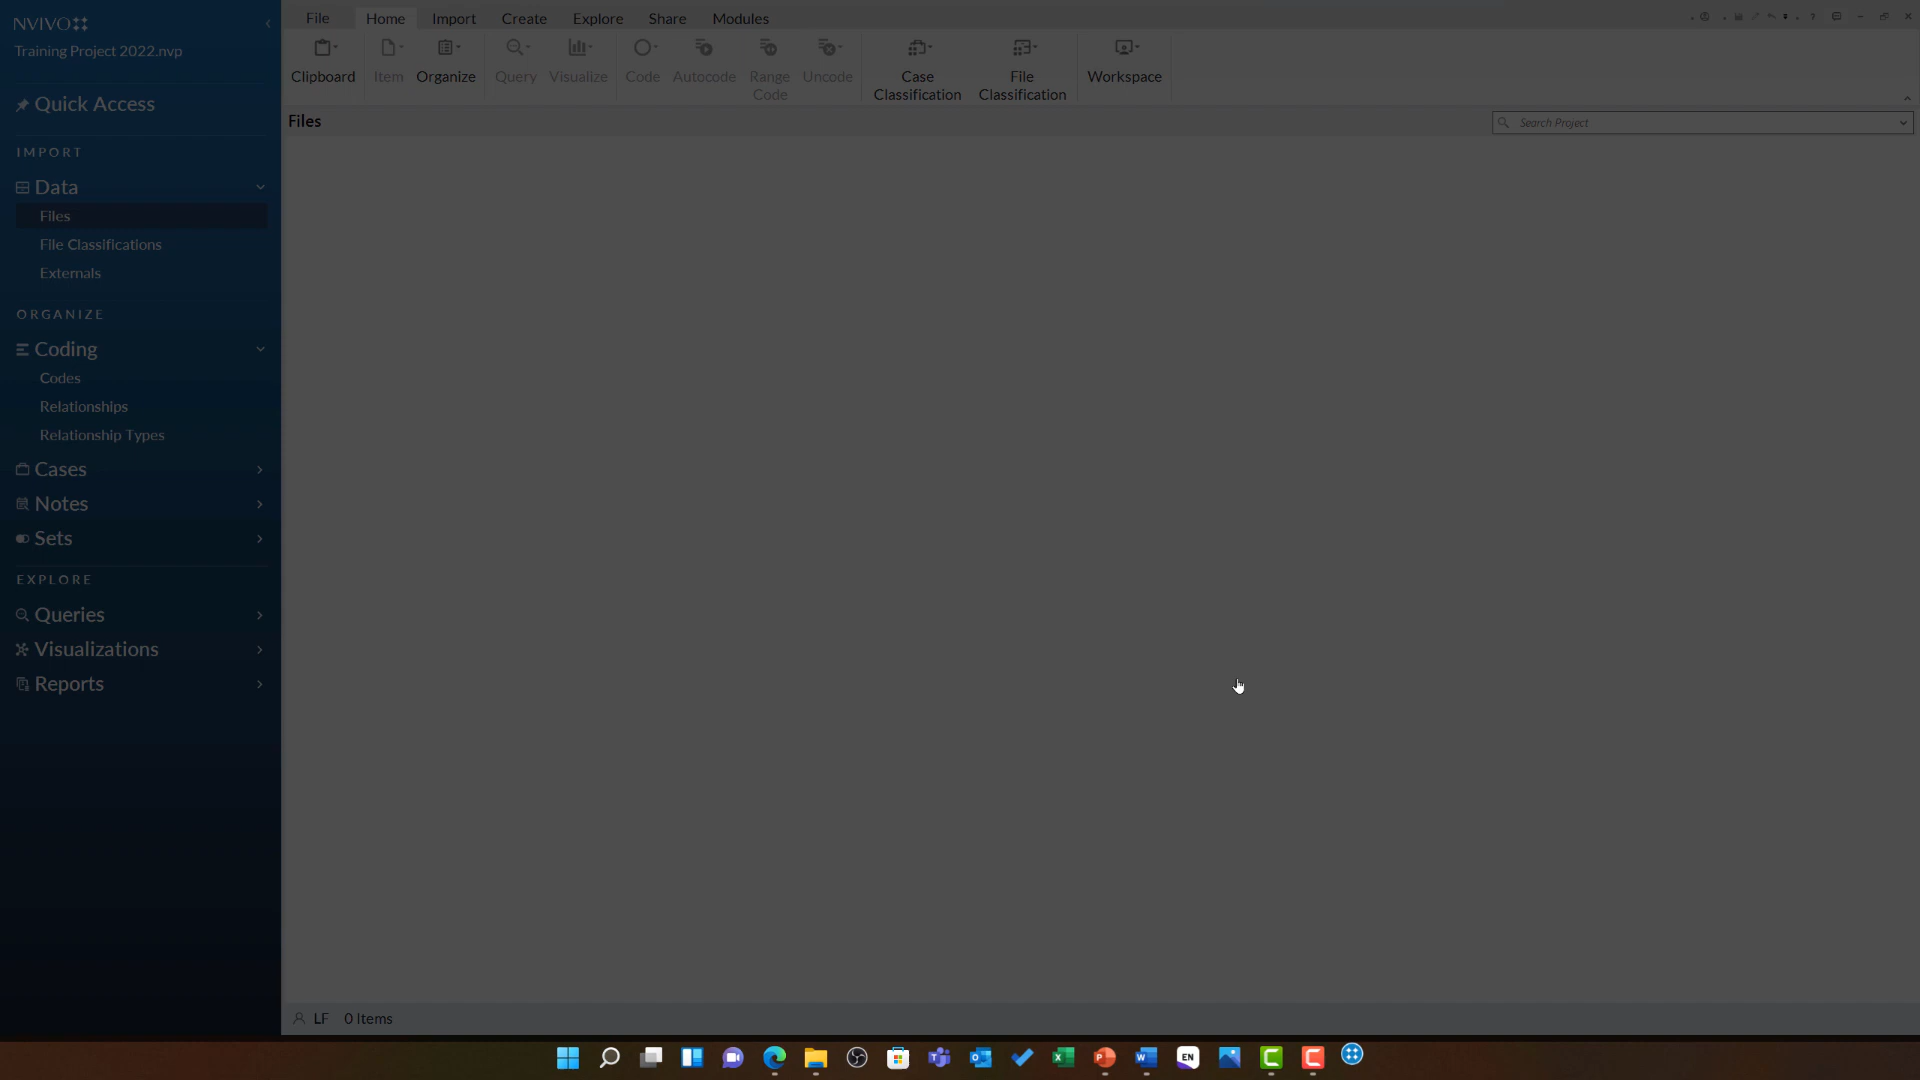 NVIVO
Training Project 2022.nvp
File Home Import Create Explore Share Modules
Clipboard Item Organize Query Visualize Code Autocode Range Code Uncode Case Classification File Classification Workspace
Quick Access
Files
Search Project
IMPORT
Data
Files
File Classifications
Externals
ORGANIZE
Coding
Codes
Relationships
Relationship Types
Cases
Notes
Sets
EXPLORE
Queries
Visualizations
Reports
LF 0 Items
EN